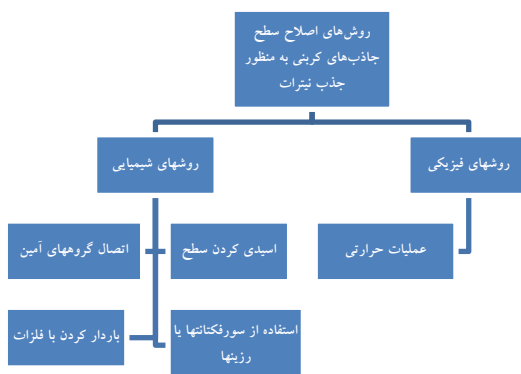 روش‌های اصلاح سطح
جاذب‌های کربنی به منظور
جذب نیترات
روشهای فیزیکی
روشهای شیمیایی
عملیات حرارتی
اسیدی کردن سطح
اتصال گروههای آمین
استفاده از سورفکتانتها یا
رزینها
باردار کردن با فلزات